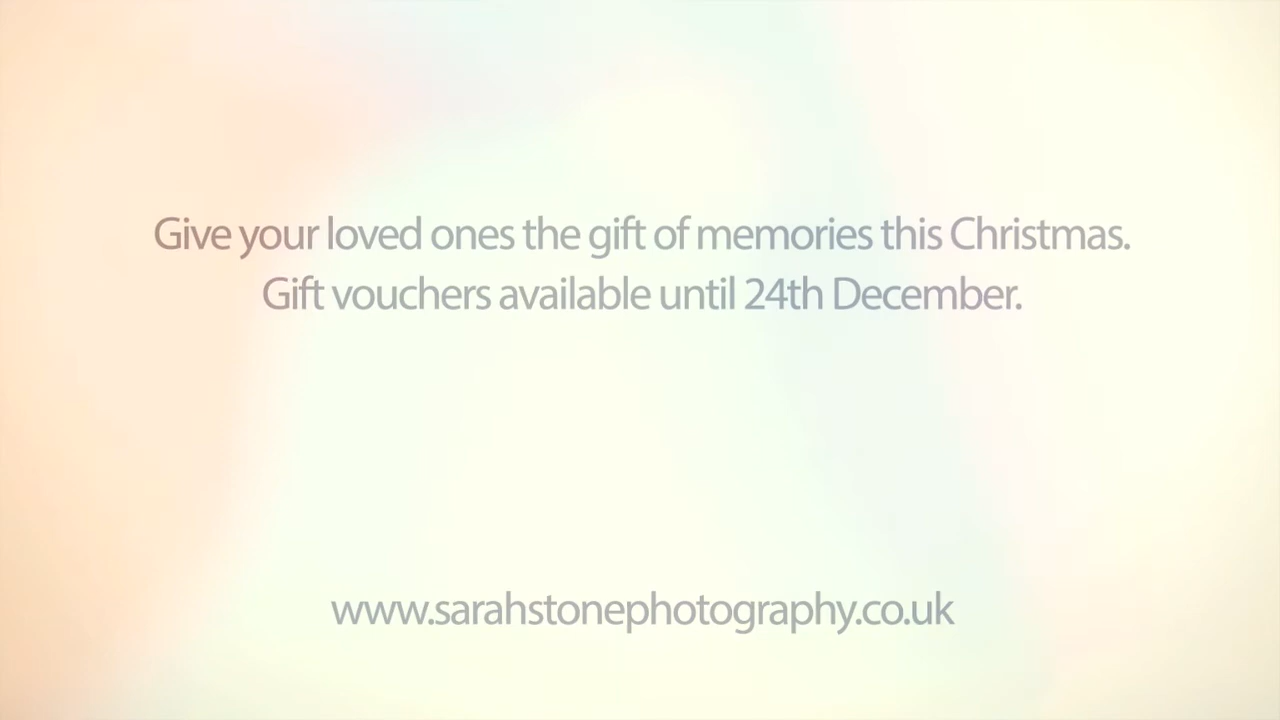 Give your loved ones the gift of memories this Christmas.
Gift vouchers available until 24th December.
www.sarahstonephotography.co.uk